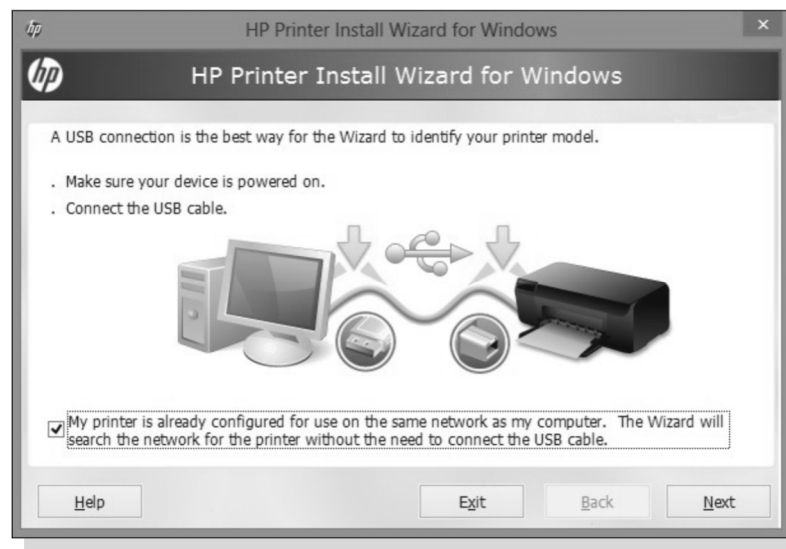 hp
HP Printer Install Wizard for Windows
×
hp
HP Printer Install Wizard for Windows
A USB connection is the best way for the Wizard to identify your printer model.
. Make sure your device is powered on.
. Connect the USB cable.
My printer is already configured for use on the same network as my computer. The Wizard will
search the network for the printer without the need to connect the USB cable.
Help
Exit
Back
Next